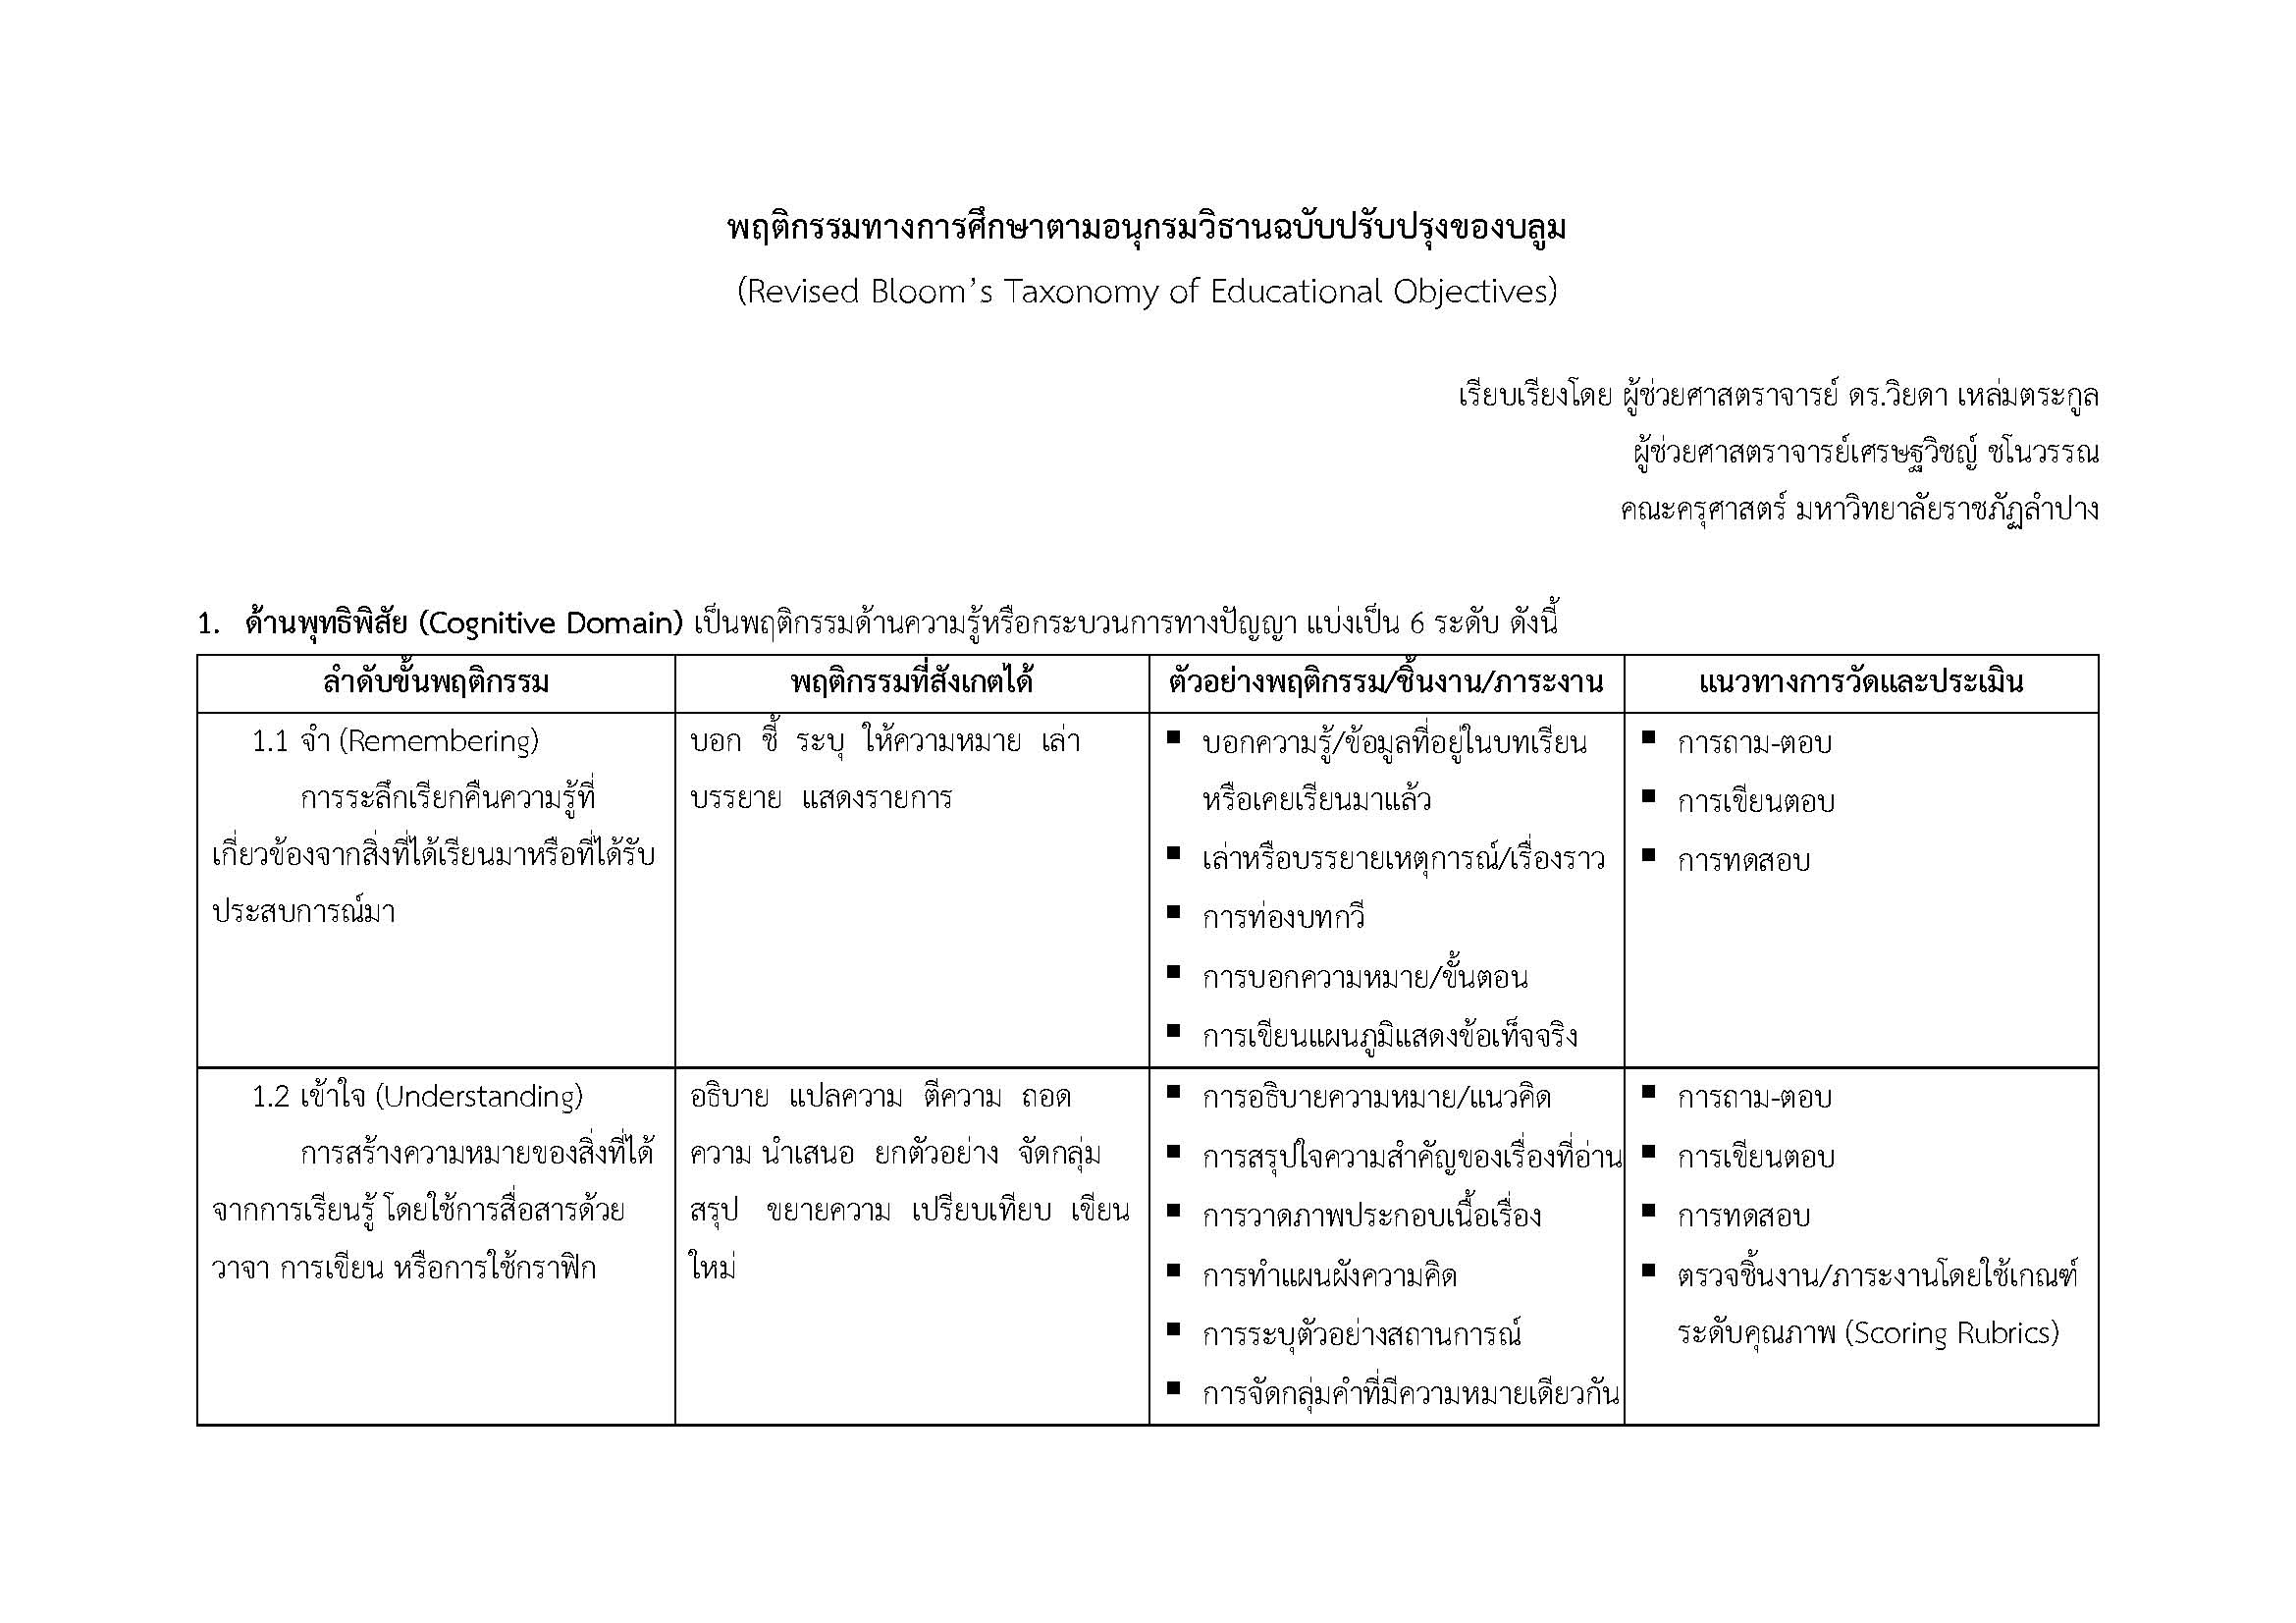 พฤติกรรมทางการศึกษาตามอนุกรมวิธานฉบับปรับปรุงของบลูม
(Revised Bloom's Taxonomy of Educational Objectives)
เรียบเรียงโดย ผู้ช่วยศาสตราจารย์ ดร.วิยดา เหล่มตระกูล
ผู้ช่วยศาสตราจารย์เศรษฐวิชญ์ ชโนวรรณ
คณะครุศาสตร์ มหาวิทยาลัยราชภัฏลำปาง
1. ด้านพุทธิพิสัย (Cognitive Domain) เป็นพฤติกรรมด้านความรู้หรือกระบวนการทางปัญญา แบ่งเป็น 6 ระดับ ดังนี้
ลำดับขั้นพฤติกรรม
พฤติกรรมที่สังเกตได้
ตัวอย่างพฤติกรรม/ชิ้นงาน/ภาระงาน
แนวทางการวัดและประเมิน
1.1 จำ (Remembering)
การระลึกเรียกคืนความรู้ที่
เกี่ยวข้องจากสิ่งที่ได้เรียนมาหรือที่ได้รับ
ประสบการณ์มา
บอก ชี้ ระบุ ให้ความหมาย เล่า
บรรยาย แสดงรายการ
▪ บอกความรู้/ข้อมูลที่อยู่ในบทเรียน
หรือเคยเรียนมาแล้ว
▪ เล่าหรือบรรยายเหตุการณ์/เรื่องราว
▪ การท่องบทกวี
▪ การบอกความหมาย/ขั้นตอน
▪ การเขียนแผนภูมิแสดงข้อเท็จจริง
▪ การถาม-ตอบ
▪ การเขียนตอบ
▪ การทดสอบ
1.2 เข้าใจ (Understanding)
การสร้างความหมายของสิ่งที่ได้
จากการเรียนรู้ โดยใช้การสื่อสารด้วย
วาจา การเขียน หรือการใช้กราฟิก
อธิบาย แปลความ ตีความ ถอด
ความ นำเสนอ ยกตัวอย่าง จัดกลุ่ม
สรุป ขยายความ เปรียบเทียบ เขียน
ใหม่
▪ การอธิบายความหมาย/แนวคิด
▪ การสรุปใจความสำคัญของเรื่องที่อ่าน
▪ การวาดภาพประกอบเนื้อเรื่อง
▪ การทำแผนผังความคิด
▪ การระบุตัวอย่างสถานการณ์
▪ การจัดกลุ่มคำที่มีความหมายเดียวกัน
▪ การถาม-ตอบ
▪ การเขียนตอบ
▪ การทดสอบ
▪ ตรวจชิ้นงาน/ภาระงานโดยใช้เกณฑ์
ระดับคุณภาพ (Scoring Rubrics)